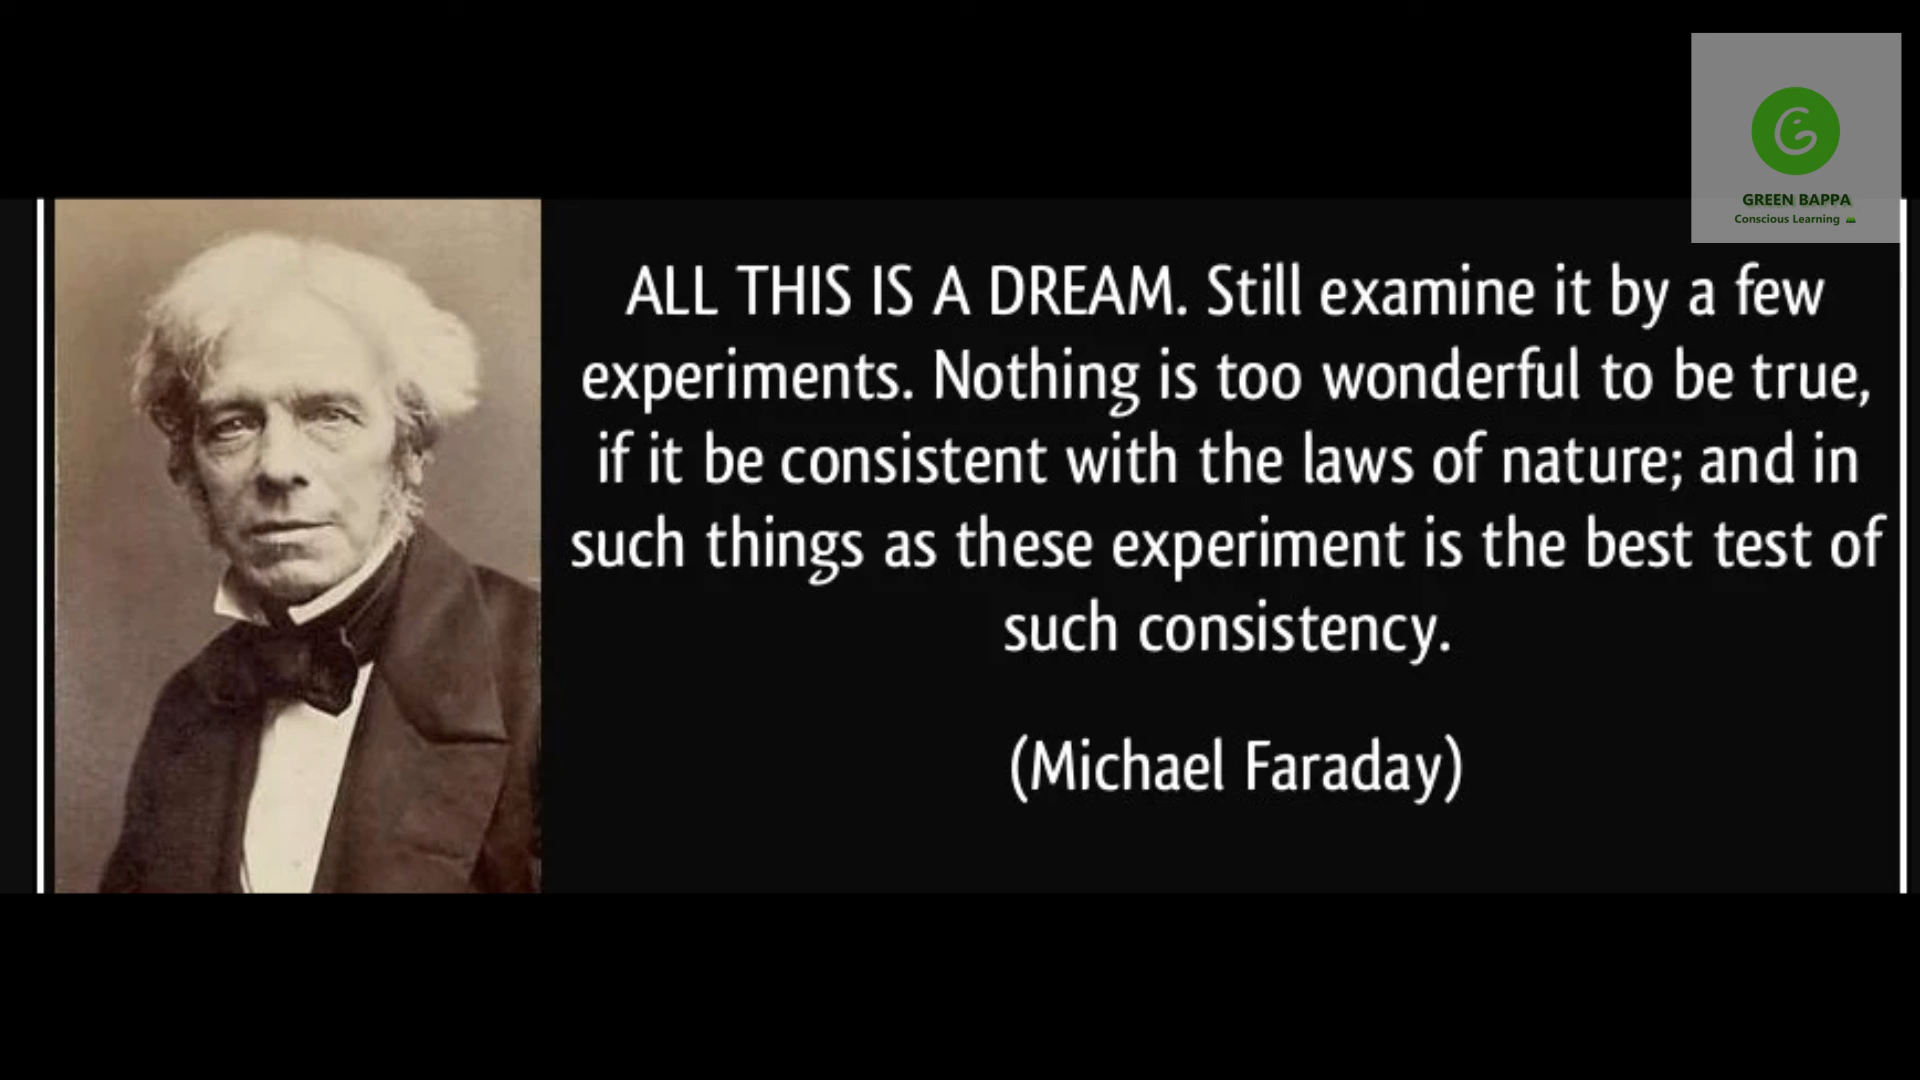 GREEN BAPPA
Conscious Learning
ALL THIS IS A DREAM. Still examine it by a few
experiments. Nothing is too wonderful to be true,
if it be consistent with the laws of nature; and in
such things as these experiment is the best test of
such consistency.
(Michael Faraday)